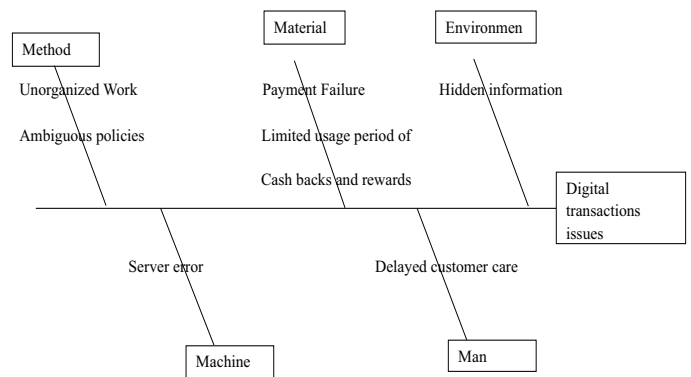 Method
Material
Environmen
Unorganized Work
Payment Failure
Hidden information
Ambiguous policies
Limited usage period of
Cash backs and rewards
Digital
transactions
issues
Server error
Delayed customer care
Machine
Man